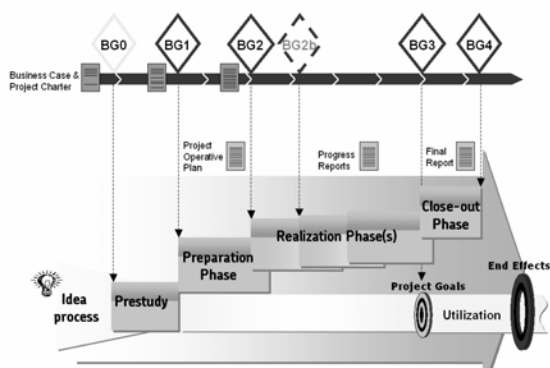 BG0
BG1
BG2
BG2b
BG3
BG4
Business Case &
Project Charter
Project
Operative
Plan
Progress
Reports
Final
Report
Close-out
Phase
Realization Phase(s)
Preparation
Phase
End Effects
Project Goals
Prestudy
Idea
process
Utilization